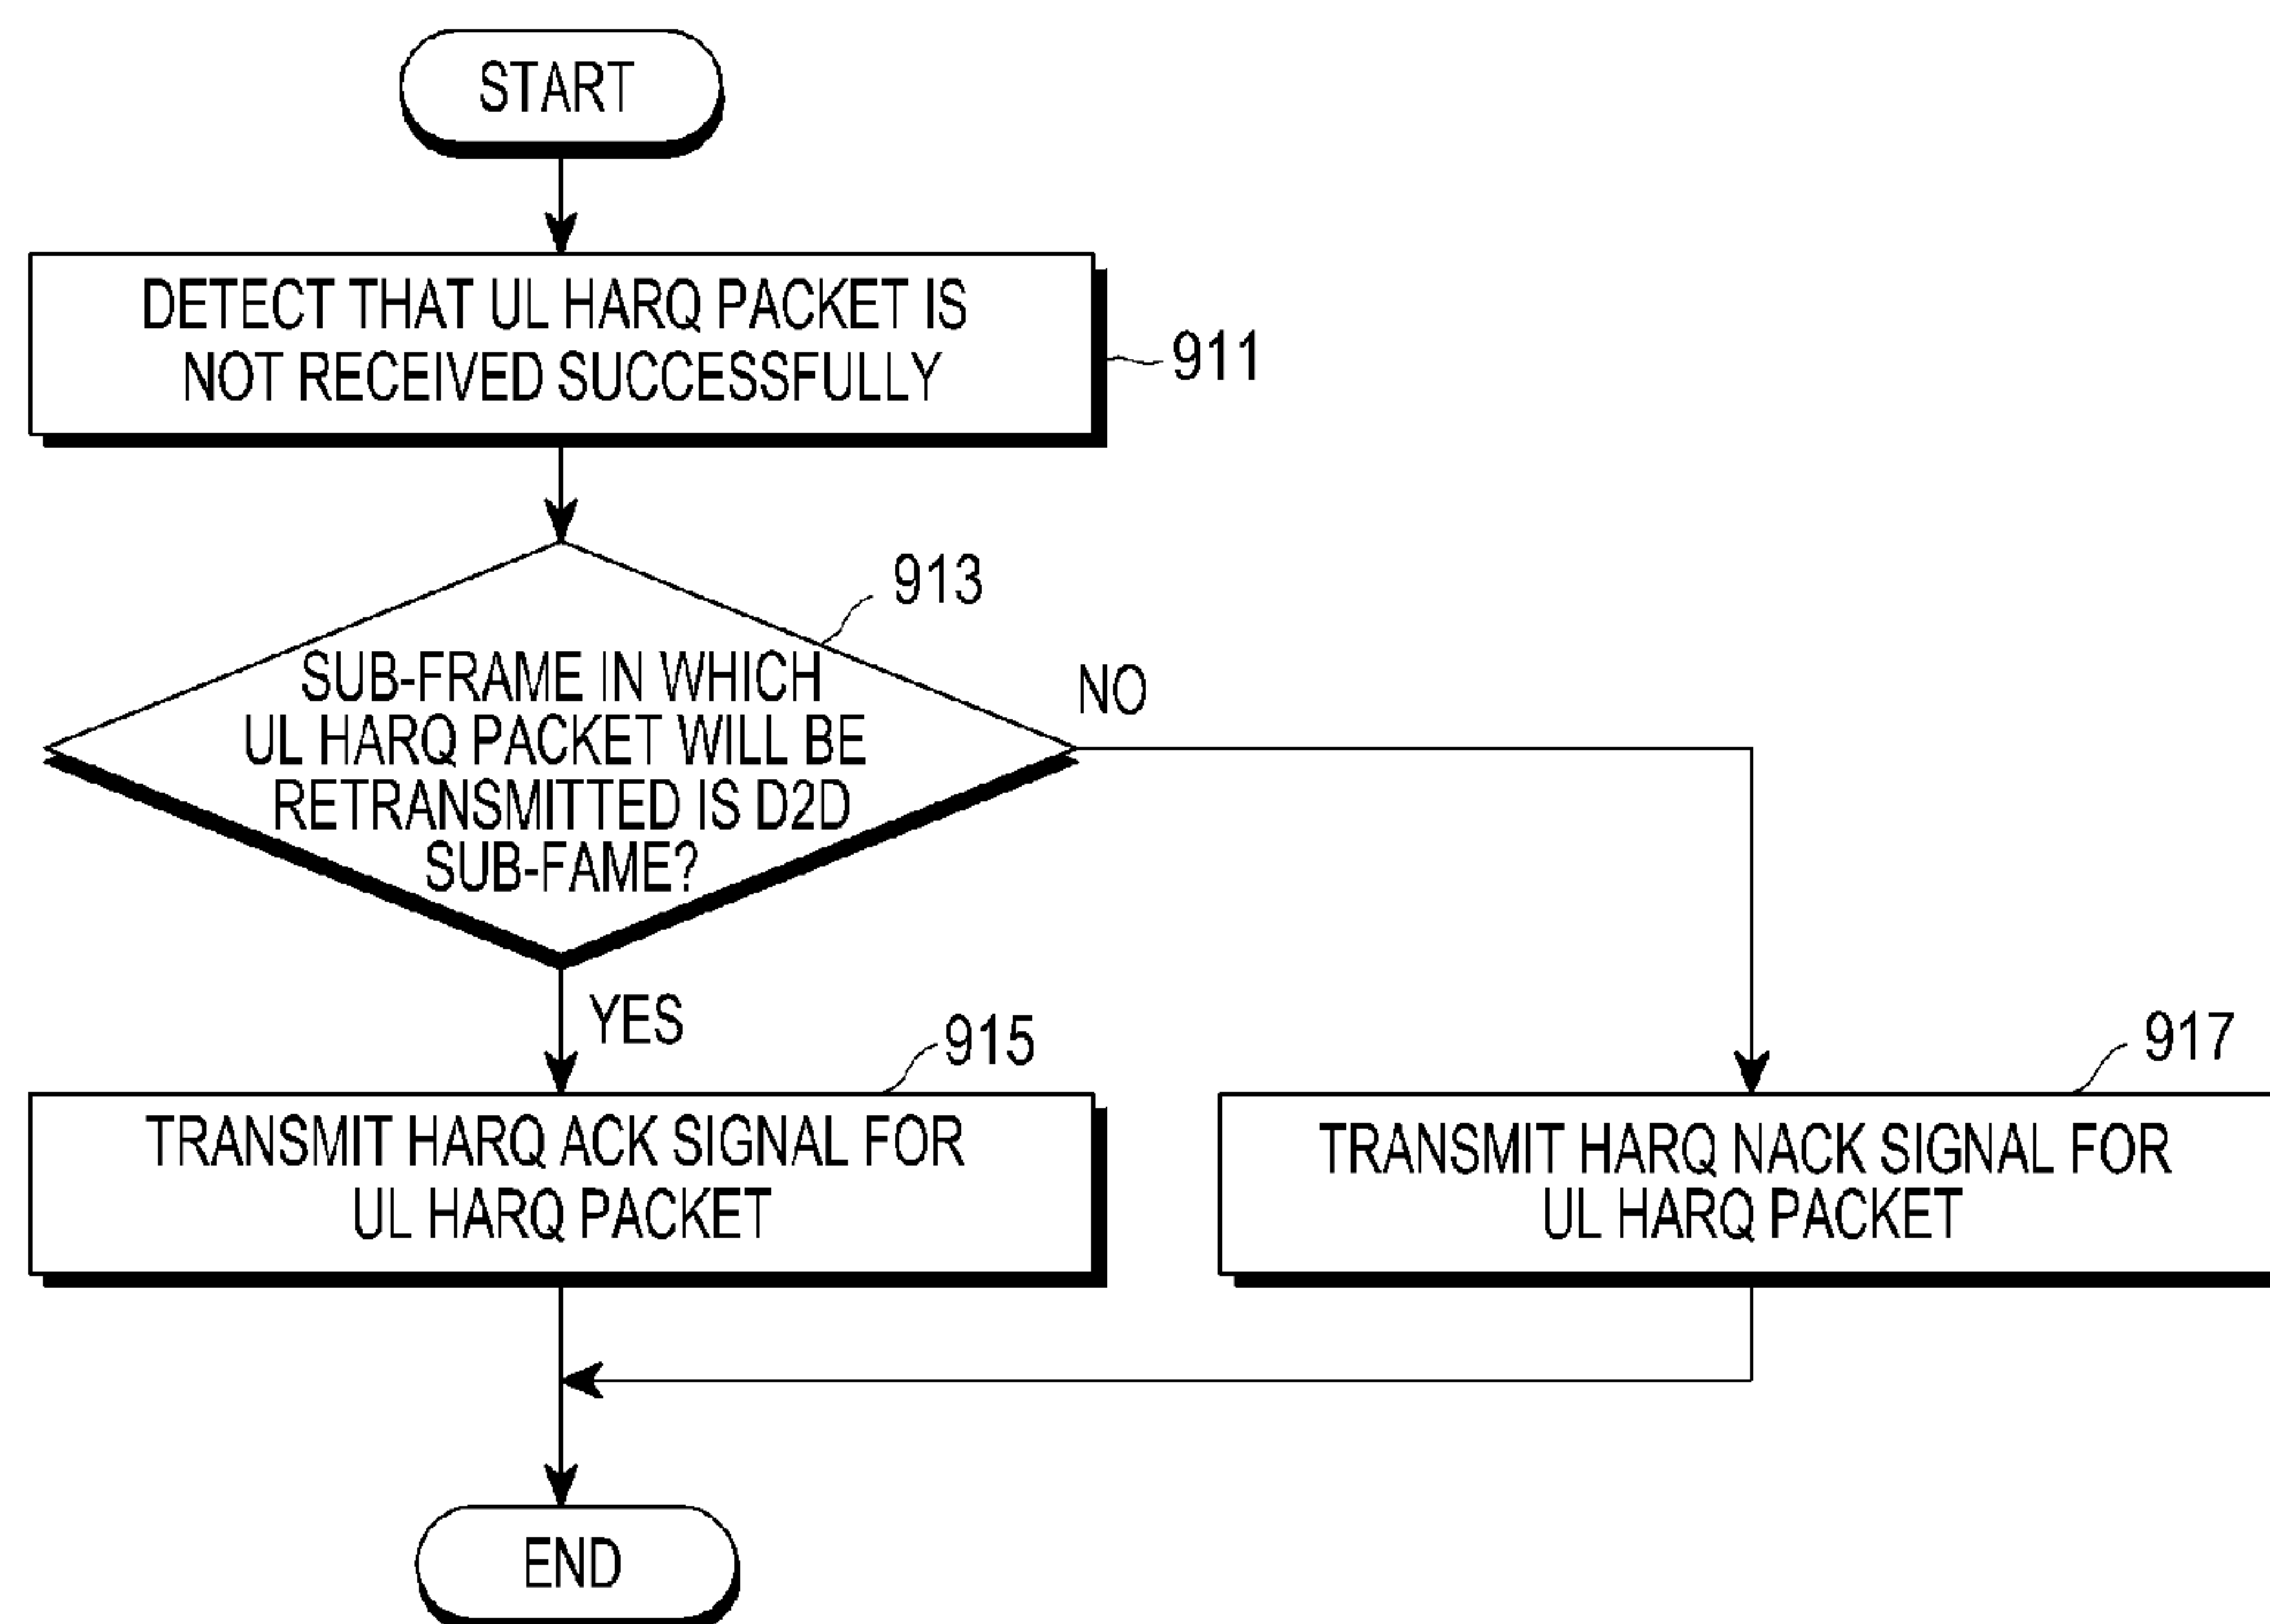 START
DETECT THAT UL HARQ PACKET IS
NOT RECEIVED SUCCESSFULLY
911
913
SUB-FRAME IN WHICH
UL HARQ PACKET WILL BE
RETRANSMITTED IS D2D
SUB-FAME?
NO
YES
915
TRANSMIT HARQ ACK SIGNAL FOR
UL HARQ PACKET
917
TRANSMIT HARQ NACK SIGNAL FOR
UL HARQ PACKET
END